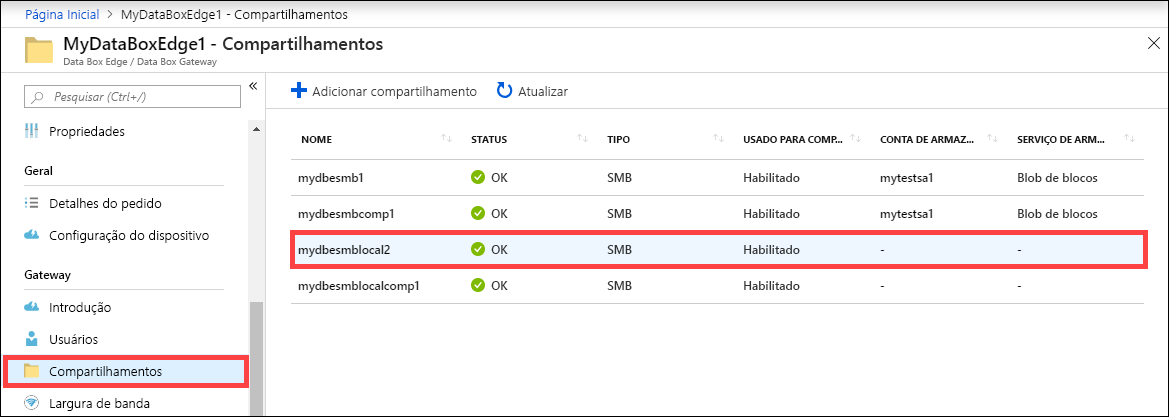 Página Inicial > MyDataBoxEdge1 - Compartilhamentos
MyDataBoxEdge1 - Compartilhamentos
Data Box Edge / Data Box Gateway
Pesquisar (Ctrl+/)
Propriedades
Geral
Detalhes do pedido
Configuração do dispositivo
Gateway
Introdução
Usuários
Compartilhamentos
Largura de banda
Adicionar compartilhamento Atualizar
NOME STATUS TIPO USADO PARA COMP... CONTA DE ARMAZ... SERVIÇO DE ARM...
mydbesmb1 OK SMB Habilitado mytestsa1 Blob de blocos
mydbesmbcomp1 OK SMB Habilitado mytestsa1 Blob de blocos
mydbesmblocal2 OK SMB Habilitado - -
mydbesmblocalcomp1 OK SMB Habilitado - -